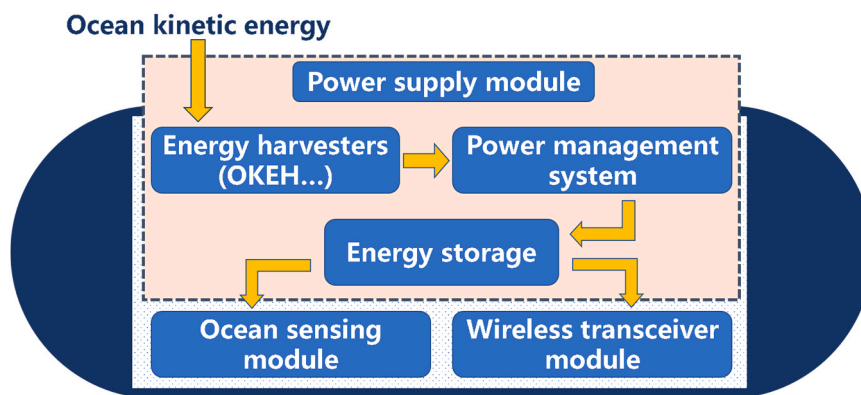 Ocean kinetic energy
Power supply module
Energy harvesters
(OKEH...)
Power management
system
Energy storage
Ocean sensing
module
Wireless transceiver
module